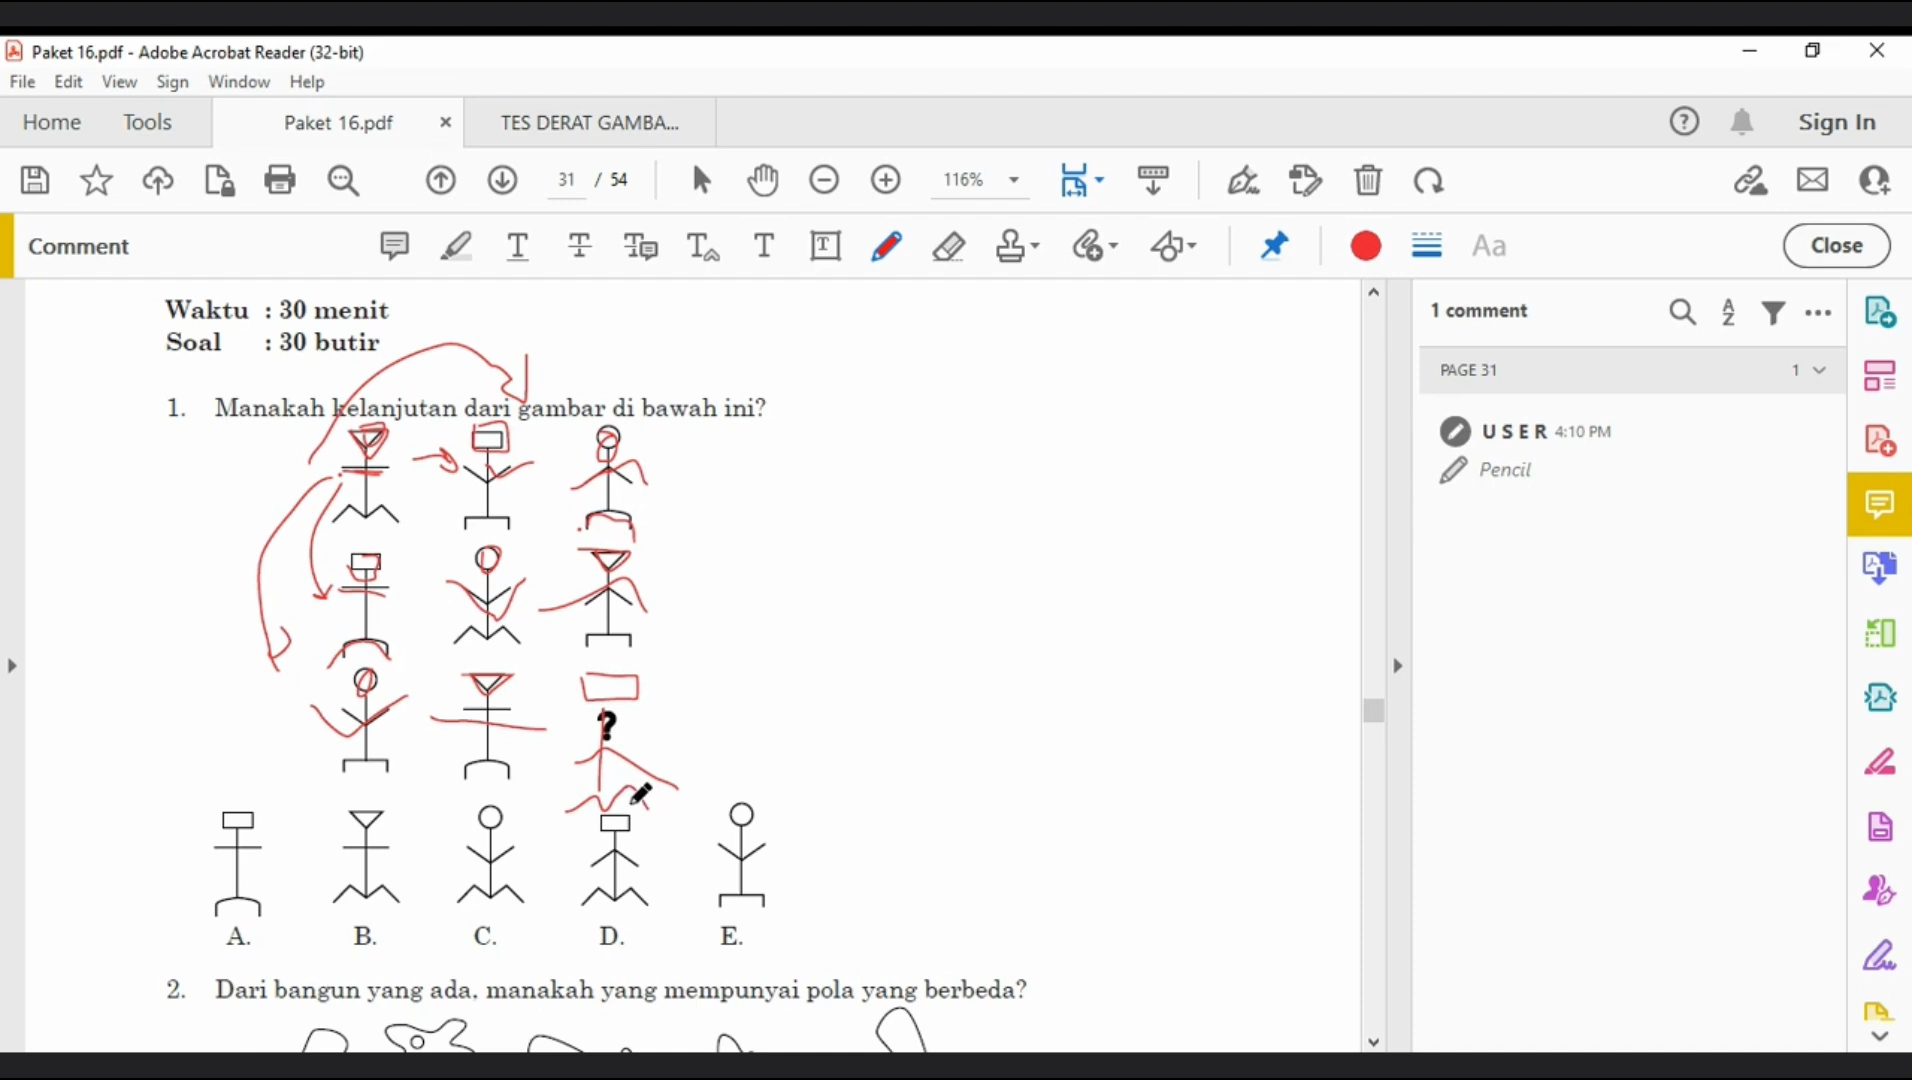 Paket 16.pdf - Adobe Acrobat Reader (32-bit)
File Edit View Sign Window Help
Home Tools Paket 16.pdf × TES DERAT GAMBA... Sign In
31 / 54 116%
Comment Aa Close
Waktu : 30 menit
Soal : 30 butir
1. Manakah kelanjutan dari gambar di bawah ini?
?
A. B. C. D. E.
2. Dari bangun yang ada, manakah yang mempunyai pola yang berbeda?
1 comment
PAGE 31 1
USER 4:10 PM
Pencil